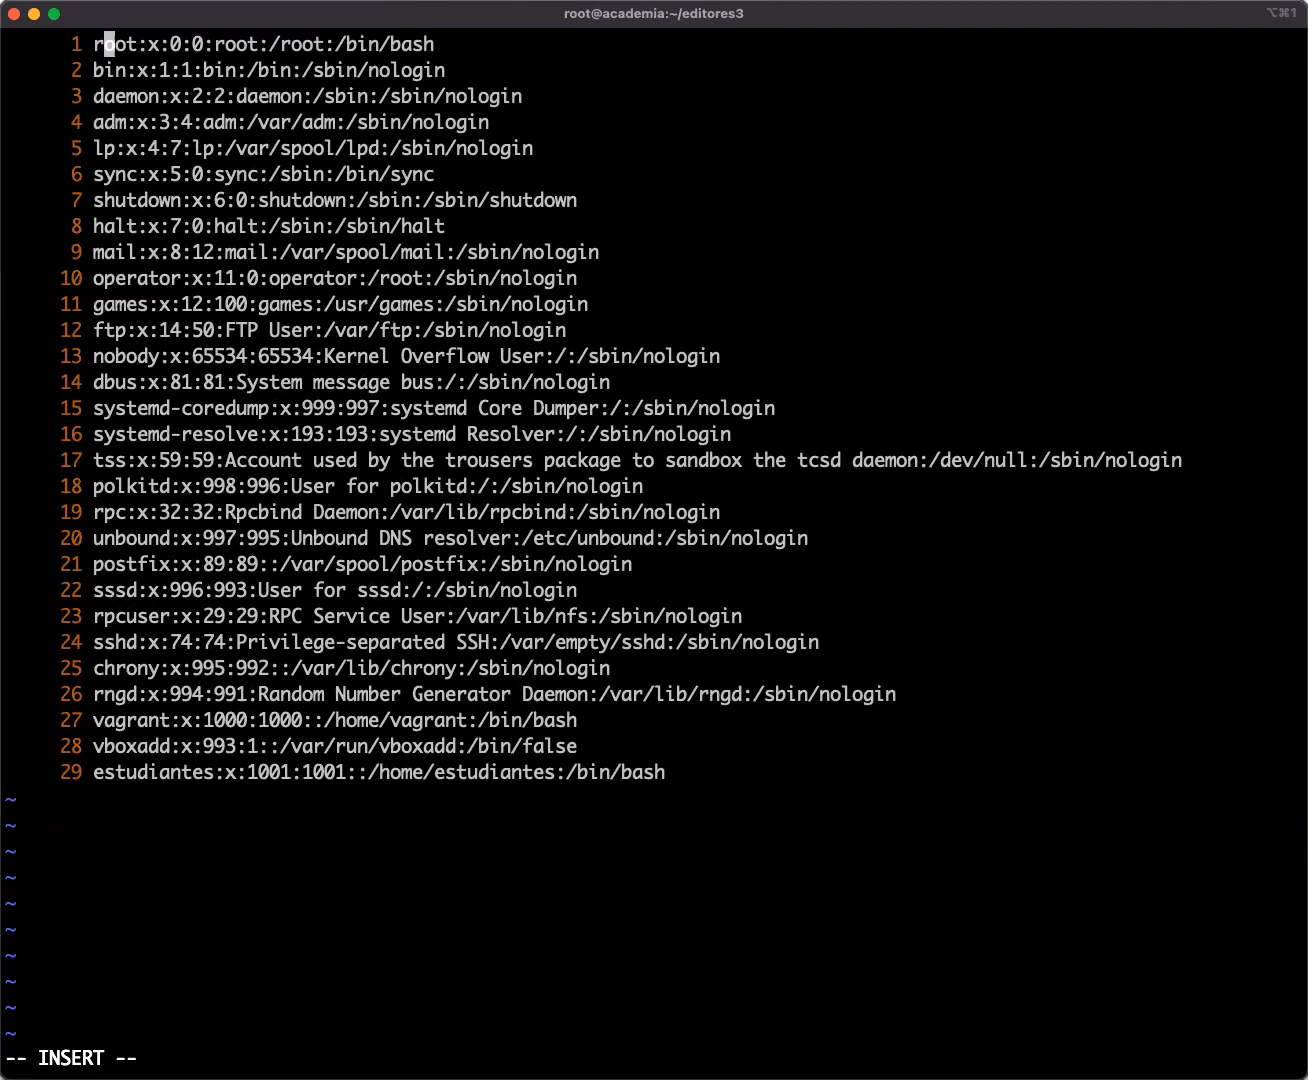 root@academia:~/editores3
⌥⌘1
1 root:x:0:0:root:/root:/bin/bash
2 bin:x:1:1:bin:/bin:/sbin/nologin
3 daemon:x:2:2:daemon:/sbin:/sbin/nologin
4 adm:x:3:4:adm:/var/adm:/sbin/nologin
5 lp:x:4:7:lp:/var/spool/lpd:/sbin/nologin
6 sync:x:5:0:sync:/sbin:/bin/sync
7 shutdown:x:6:0:shutdown:/sbin:/sbin/shutdown
8 halt:x:7:0:halt:/sbin:/sbin/halt
9 mail:x:8:12:mail:/var/spool/mail:/sbin/nologin
10 operator:x:11:0:operator:/root:/sbin/nologin
11 games:x:12:100:games:/usr/games:/sbin/nologin
12 ftp:x:14:50:FTP User:/var/ftp:/sbin/nologin
13 nobody:x:65534:65534:Kernel Overflow User:/:/sbin/nologin
14 dbus:x:81:81:System message bus:/:/sbin/nologin
15 systemd-coredump:x:999:997:systemd Core Dumper:/:/sbin/nologin
16 systemd-resolve:x:193:193:systemd Resolver:/:/sbin/nologin
17 tss:x:59:59:Account used by the trousers package to sandbox the tcsd daemon:/dev/null:/sbin/nologin
18 polkitd:x:998:996:User for polkitd:/:/sbin/nologin
19 rpc:x:32:32:Rpcbind Daemon:/var/lib/rpcbind:/sbin/nologin
20 unbound:x:997:995:Unbound DNS resolver:/etc/unbound:/sbin/nologin
21 postfix:x:89:89::/var/spool/postfix:/sbin/nologin
22 sssd:x:996:993:User for sssd:/:/sbin/nologin
23 rpcuser:x:29:29:RPC Service User:/var/lib/nfs:/sbin/nologin
24 sshd:x:74:74:Privilege-separated SSH:/var/empty/sshd:/sbin/nologin
25 chrony:x:995:992::/var/lib/chrony:/sbin/nologin
26 rngd:x:994:991:Random Number Generator Daemon:/var/lib/rngd:/sbin/nologin
27 vagrant:x:1000:1000::/home/vagrant:/bin/bash
28 vboxadd:x:993:1::/var/run/vboxadd:/bin/false
29 estudiantes:x:1001:1001::/home/estudiantes:/bin/bash
~
~
~
~
~
~
~
~
~
~
-- INSERT --